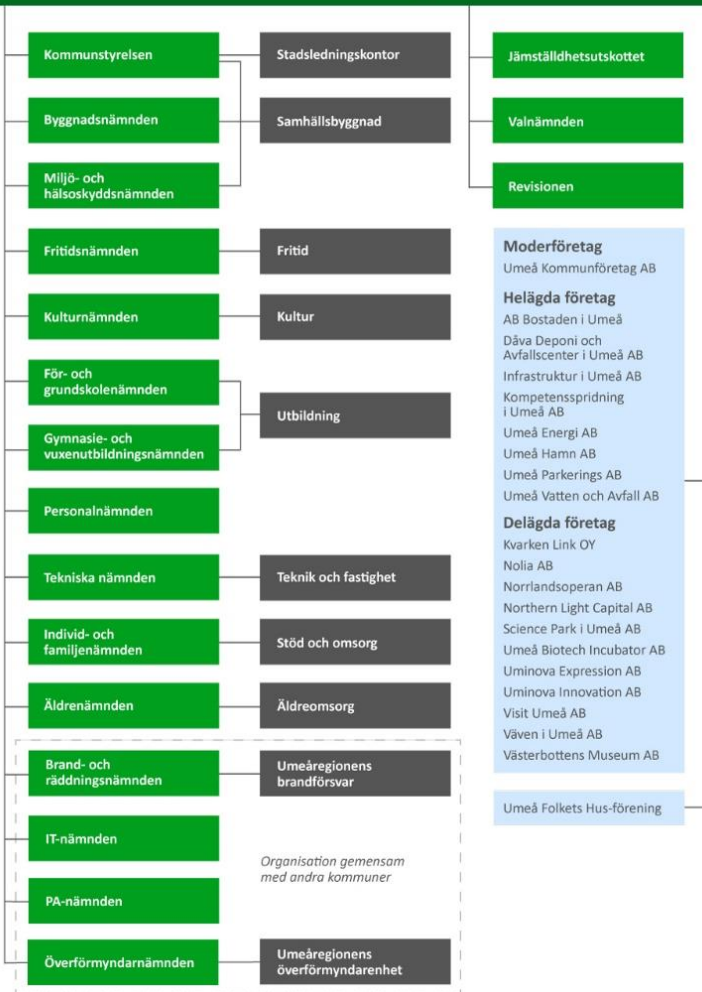 Kommunstyrelsen
Stadsledningskontor
Byggnadsnämnden
Samhällsbyggnad
Miljö- och
hälsoskyddsnämnden
Fritidsnämnden
Fritid
Kulturnämnden
Kultur
För- och
grundskolenämnden
Utbildning
Gymnasie- och
vuxenutbildningsnämnden
Personalnämnden
Tekniska nämnden
Teknik och fastighet
Individ- och
familjenämnden
Stöd och omsorg
Äldrenämnden
Äldreomsorg
Brand- och
räddningsnämnden
Umeåregionens
brandförsvar
IT-nämnden
Organisation gemensam
med andra kommuner
PA-nämnden
Överförmyndarnämnden
Umeåregionens
överförmyndarenhet
Jämställdhetsutskottet
Valnämnden
Revisionen
Moderföretag
Umeå Kommunföretag AB
Helägda företag
AB Bostaden i Umeå
Dåva Deponi och
Avfallscenter i Umeå AB
Infrastruktur i Umeå AB
Kompetensspridning
i Umeå AB
Umeå Energi AB
Umeå Hamn AB
Umeå Parkerings AB
Umeå Vatten och Avfall AB
Delägda företag
Kvarken Link OY
Nolia AB
Norrlandsoperan AB
Northern Light Capital AB
Science Park i Umeå AB
Umeå Biotech Incubator AB
Uminova Expression AB
Uminova Innovation AB
Visit Umeå AB
Väven i Umeå AB
Västerbottens Museum AB
Umeå Folkets Hus-förening